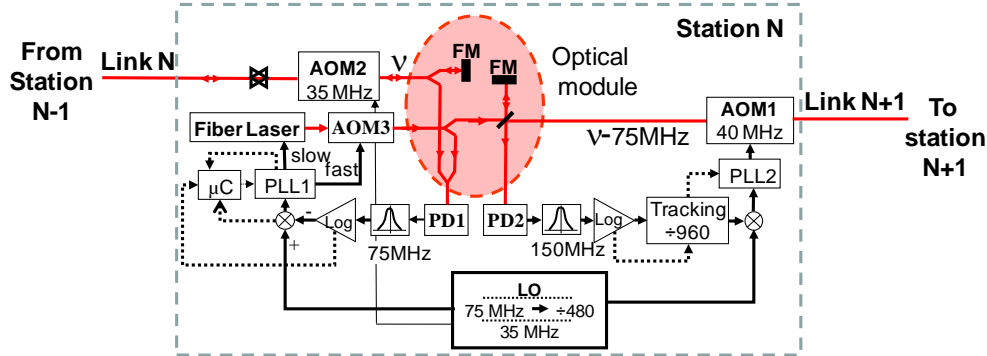 Station N
From
Station
N-1
Link N
AOM2
35 MHz
ν
FM
FM
Optical
module
AOM1
40 MHz
Link N+1
To
station
N+1
Fiber Laser
AOM3
ν-75MHz
slow
fast
μC
PLL1
PLL2
-
Log
+
75MHz
PD1
PD2
150MHz
Log
Tracking
÷960
LO
75 MHz ÷480
35 MHz